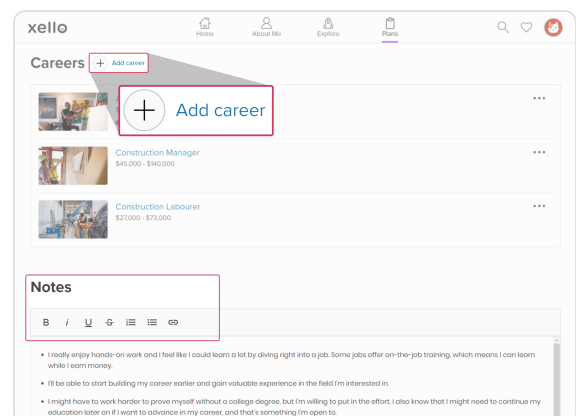 xello
Home
About Me
Explore
Plans
Careers
Add career
Add career
Construction Manager
$45,000 - $140,000
Construction Labourer
$27,000 - $73,000
Notes
B i U S
• I really enjoy hands-on work and I feel like I could learn a lot by diving right into a job. Some jobs offer on-the-job training, which means I can learn
while I earn money.
• I'll be able to start building my career earlier and gain valuable experience in the field I'm interested in.
• I might have to work harder to prove myself without a college degree, but I'm willing to put in the effort. I also know that I might need to continue my
education later on if I want to advance in my career, and that's something I'm open to.